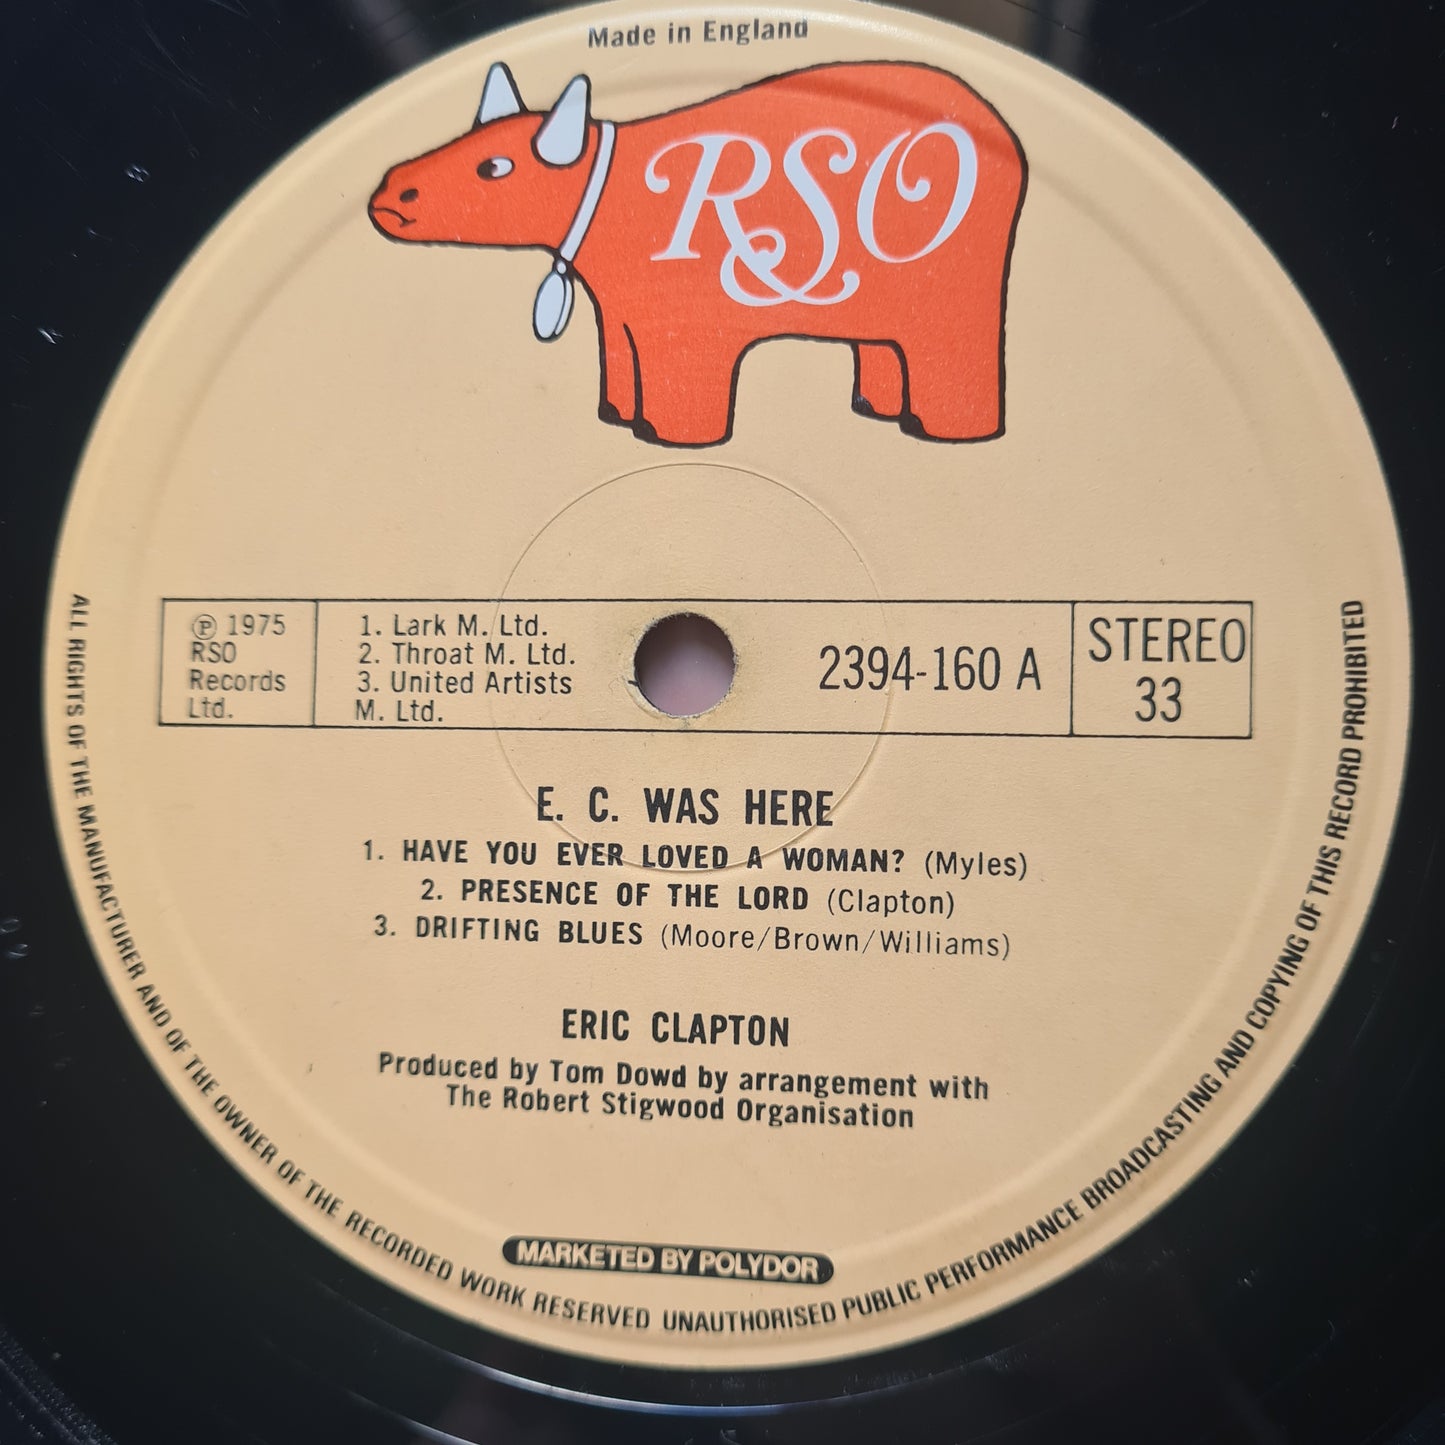 Made in England
RSO
℗ 1975
RSO
Records
Ltd.
1. Lark M. Ltd.
2. Throat M. Ltd.
3. United Artists
M. Ltd.
2394-160 A
STEREO
33
E. C. WAS HERE
1. HAVE YOU EVER LOVED A WOMAN? (Myles)
2. PRESENCE OF THE LORD (Clapton)
3. DRIFTING BLUES (Moore/Brown/Williams)
ERIC CLAPTON
Produced by Tom Dowd by arrangement with
The Robert Stigwood Organisation
MARKETED BY POLYDOR
ALL RIGHTS OF THE MANUFACTURER AND OF THE OWNER OF THE RECORDED WORK RESERVED UNAUTHORISED PUBLIC PERFORMANCE BROADCASTING AND COPYING OF THIS RECORD PROHIBITED